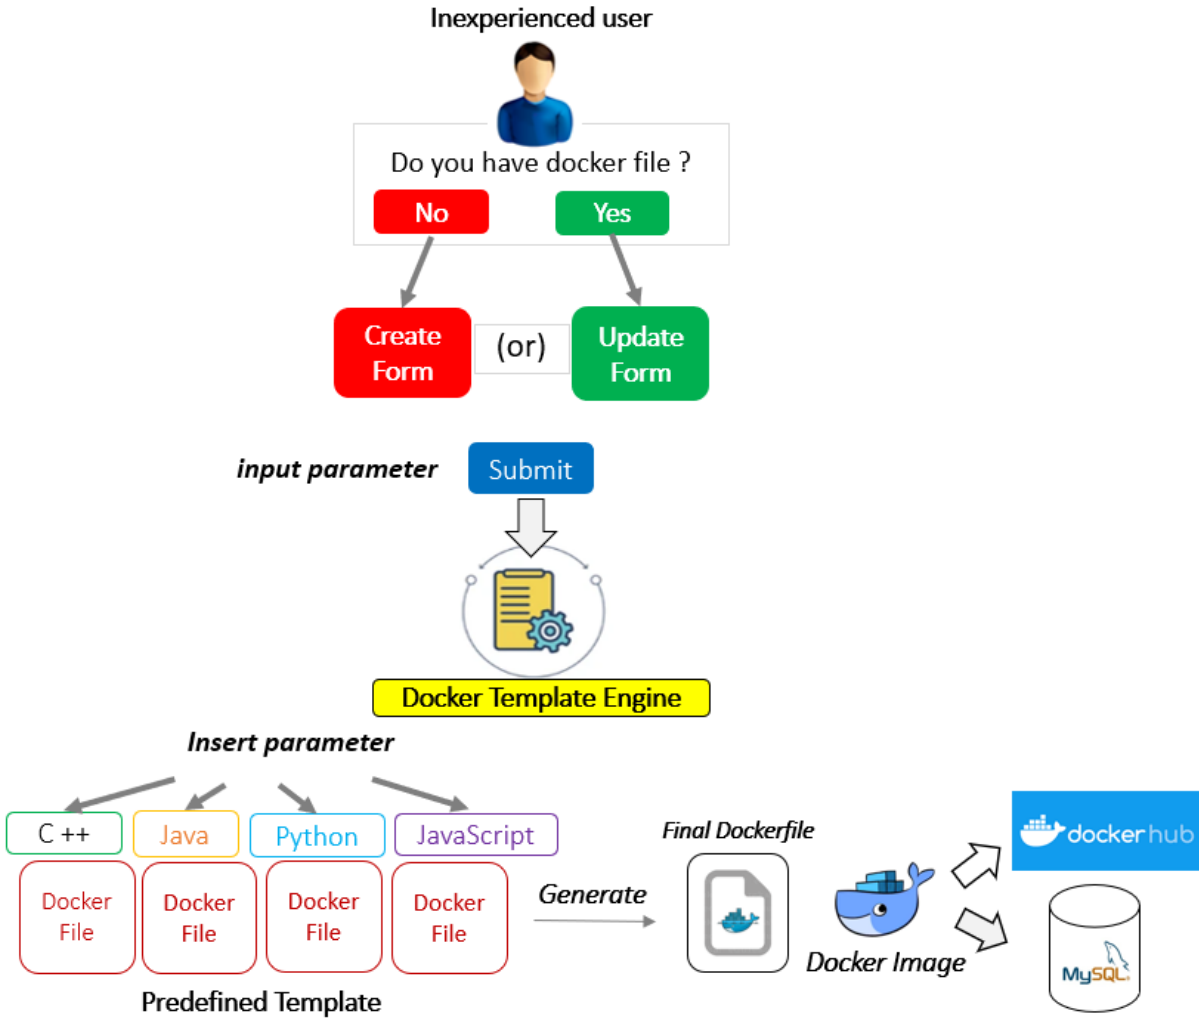 Inexperienced user
Do you have docker file ?
No
Yes
Create
Form
(or)
Update
Form
input parameter
Submit
Docker Template Engine
Insert parameter
C ++
Java
Python
JavaScript
Docker
File
Docker
File
Docker
File
Docker
File
Predefined Template
Generate
Final Dockerfile
Docker Image
dockerhub
MySQL